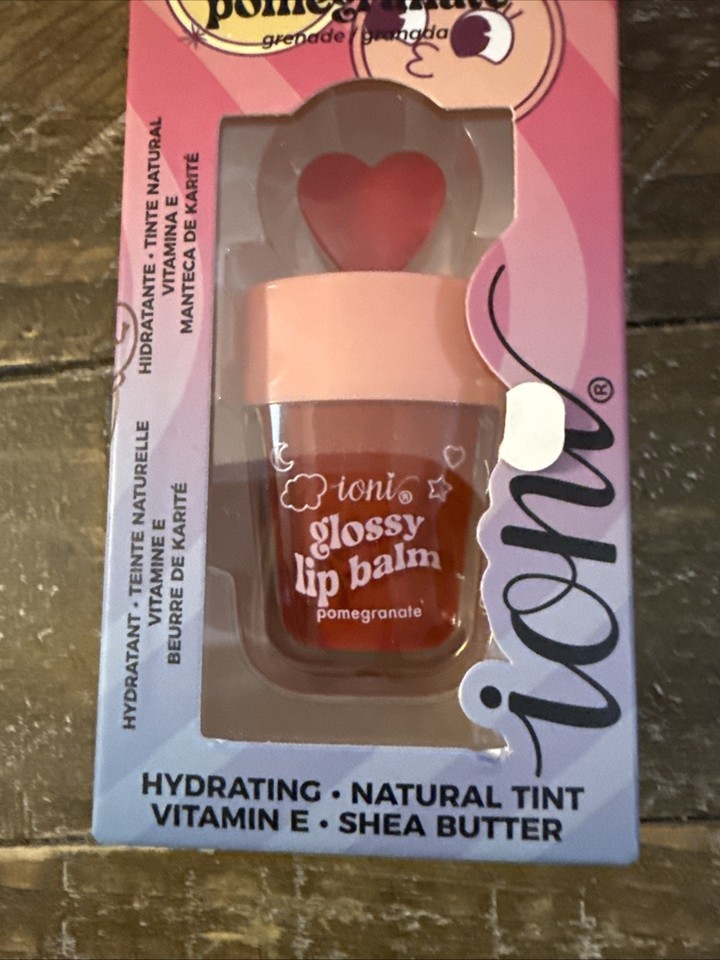 pomegranate
grenade / granada
HIDRATANTE • TINTE NATURAL
VITAMINA E
MANTECA DE KARITÉ
HYDRATANT • TEINTE NATURELLE
VITAMINE E
BEURRE DE KARITÉ
ioni®
glossy
lip balm
pomegranate
ioni®
HYDRATING • NATURAL TINT
VITAMIN E • SHEA BUTTER